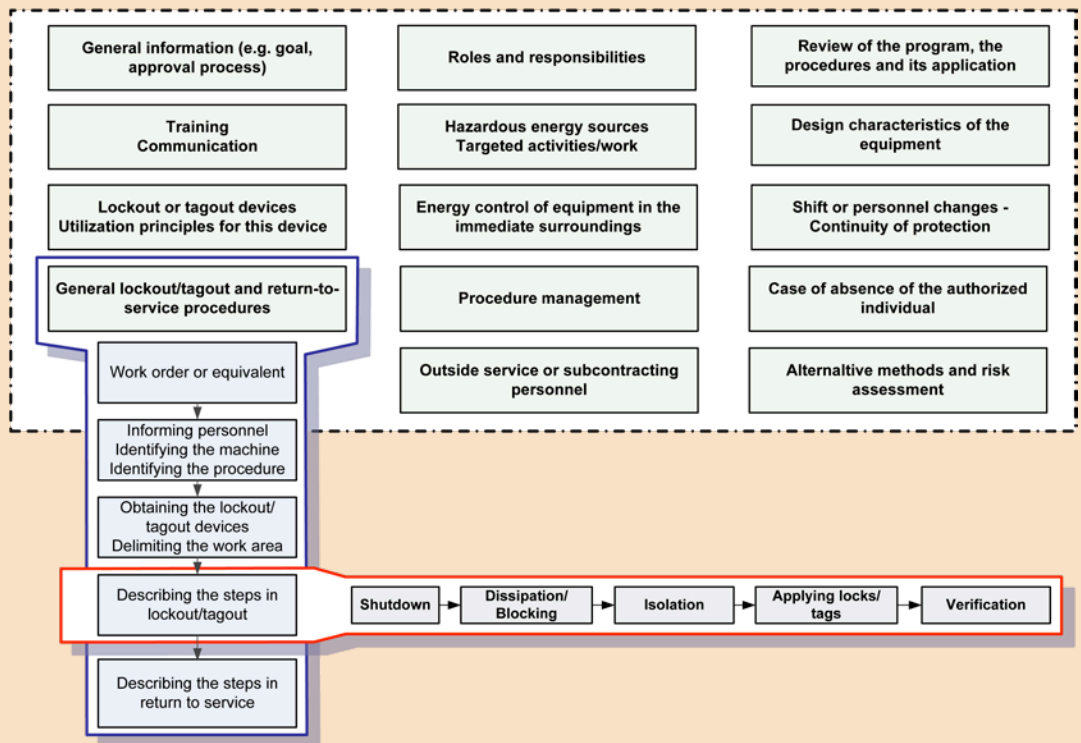 General information (e.g. goal,
approval process)
Roles and responsibilities
Review of the program, the
procedures and its application
Training
Communication
Hazardous energy sources
Targeted activities/work
Design characteristics of the
equipment
Lockout or tagout devices
Utilization principles for this device
Energy control of equipment in the
immediate surroundings
Shift or personnel changes -
Continuity of protection
General lockout/tagout and return-to-
service procedures
Procedure management
Case of absence of the authorized
individual
Work order or equivalent
Outside service or subcontracting
personnel
Alternaltive methods and risk
assessment
Informing personnel
Identifying the machine
Identifying the procedure
Obtaining the lockout/
tagout devices
Delimiting the work area
Describing the steps in
lockout/tagout
Shutdown
Dissipation/
Blocking
Isolation
Applying locks/
tags
Verification
Describing the steps in
return to service